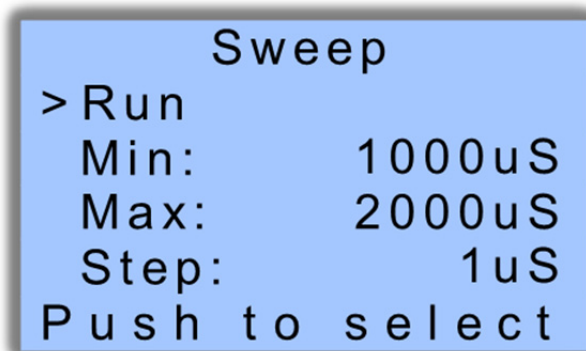 Sweep
>Run
Min: 1000uS
Max: 2000uS
Step: 1uS
Push to select